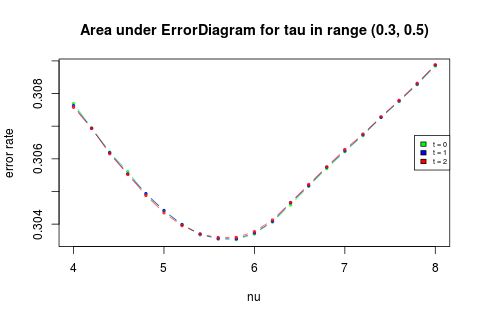 Area under ErrorDiagram for tau in range (0.3, 0.5)
error rate
0.308
0.306
0.304
t = 0
t = 1
t = 2
4 5 6 7 8
nu